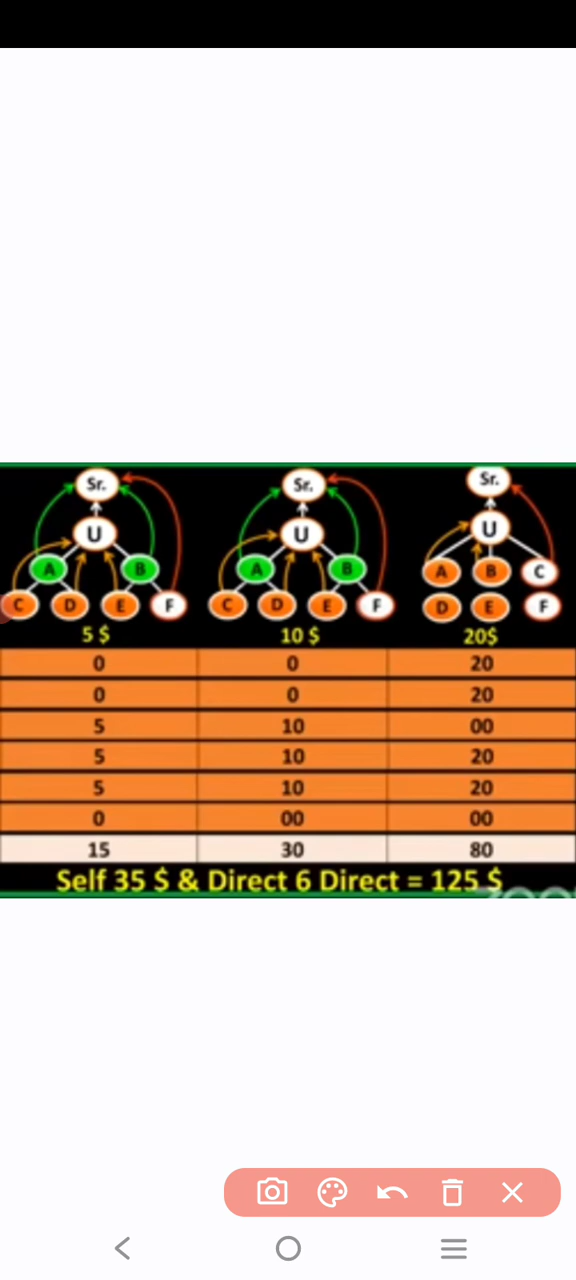 Sr. Sr. Sr.
U U U
A B A B A B C
C D E F C D E F D E F
5 $ 10 $ 20$
0 0 20
0 0 20
5 10 00
5 10 20
5 10 20
0 00 00
15 30 80
Self 35 $ & Direct 6 Direct = 125 $